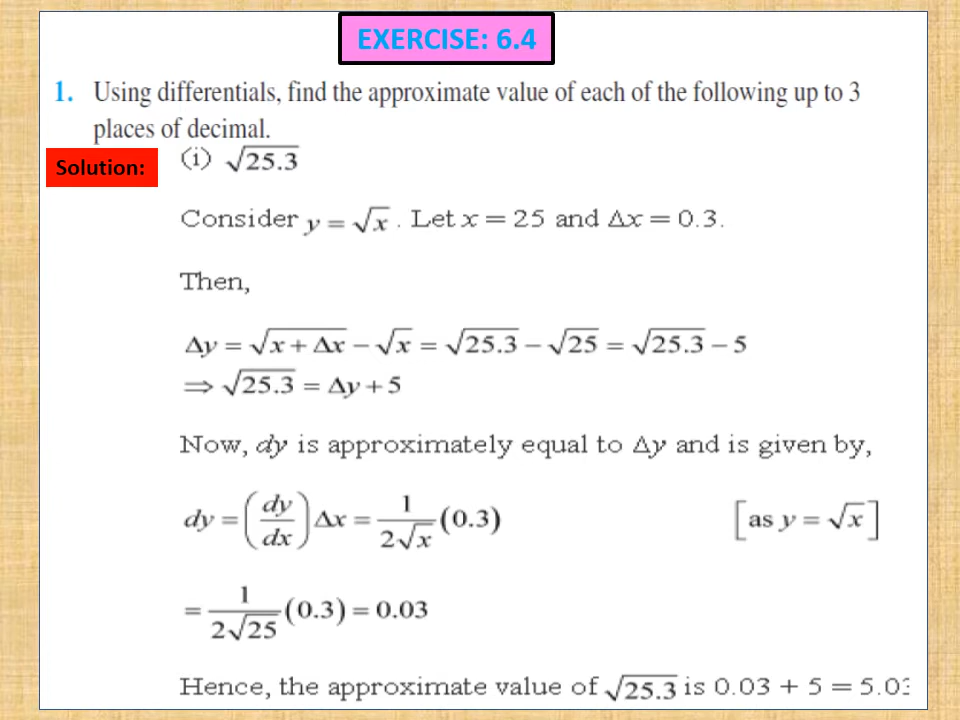 EXERCISE: 6.4
1. Using differentials, find the approximate value of each of the following up to 3
places of decimal.
Solution: (i) √25.3
Consider y = √x . Let x = 25 and Δx = 0.3.
Then,
Δy = √(x + Δx) − √x = √25.3 − √25 = √25.3 − 5
⇒ √25.3 = Δy + 5
Now, dy is approximately equal to Δy and is given by,
dy = (dy/dx) Δx = 1/(2√x) (0.3) [as y = √x]
= 1/(2√25) (0.3) = 0.03
Hence, the approximate value of √25.3 is 0.03 + 5 = 5.03